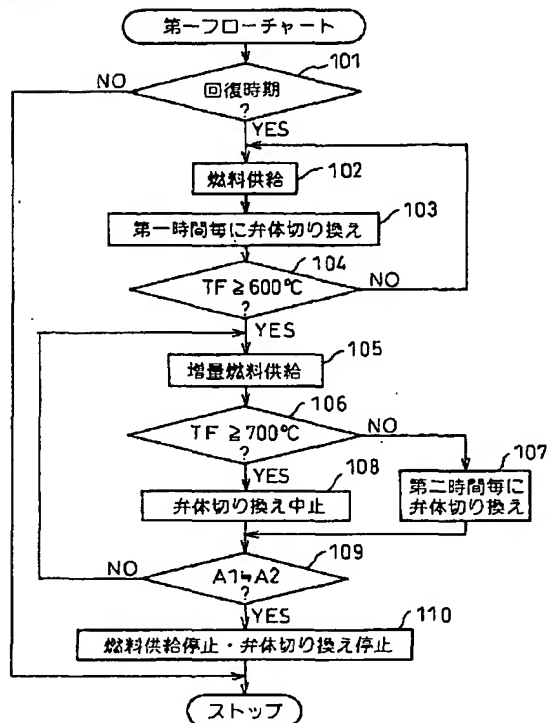 第一フローチャート
101
NO
回復時期
?
YES
燃料供給
102
103
第一時間毎に弁体切り換え
104
TF≧600℃
?
NO
YES
105
増量燃料供給
106
TF≧700℃
?
NO
YES
107
第二時間毎に
弁体切り換え
108
弁体切り換え中止
109
NO
A1≒A2
?
YES
110
燃料供給停止・弁体切り換え停止
ストップ